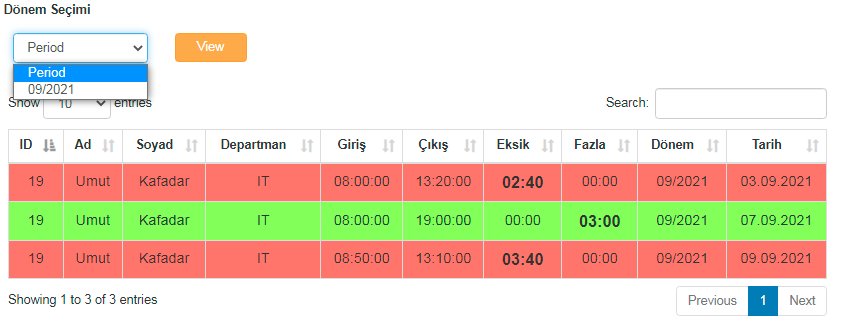 Dönem Seçimi
Period View
Period
09/2021
Show 10 entries Search:
ID Ad Soyad Departman Giriş Çıkış Eksik Fazla Dönem Tarih
19 Umut Kafadar IT 08:00:00 13:20:00 02:40 00:00 09/2021 03.09.2021
19 Umut Kafadar IT 08:00:00 19:00:00 00:00 03:00 09/2021 07.09.2021
19 Umut Kafadar IT 08:50:00 13:10:00 03:40 00:00 09/2021 09.09.2021
Showing 1 to 3 of 3 entries Previous 1 Next